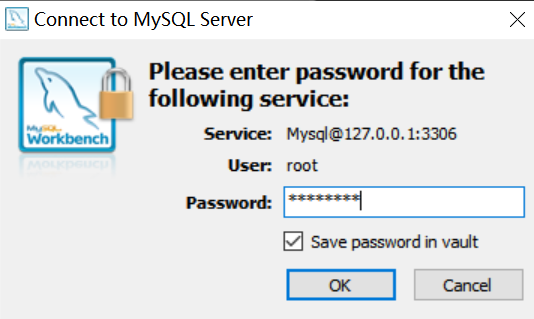 Connect to MySQL Server
Please enter password for the
following service:
MySQL
Workbench
Service: Mysql@127.0.0.1:3306
User: root
Password: ********
Save password in vault
OK Cancel